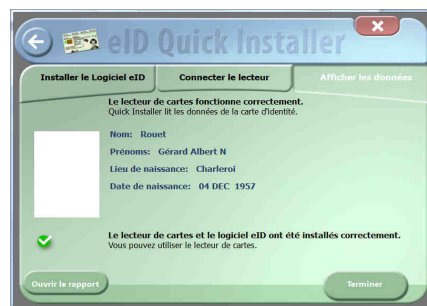 eID Quick Installer
Installer le Logiciel eID
Connecter le lecteur
Afficher les données
Le lecteur de cartes fonctionne correctement.
Quick Installer lit les données de la carte d'identité.
Nom: Rouet
Prénoms: Gérard Albert N
Lieu de naissance: Charleroi
Date de naissance: 04 DEC 1957
Le lecteur de cartes et le logiciel eID ont été installés correctement.
Vous pouvez utiliser le lecteur de cartes.
Ouvrir le rapport
Terminer